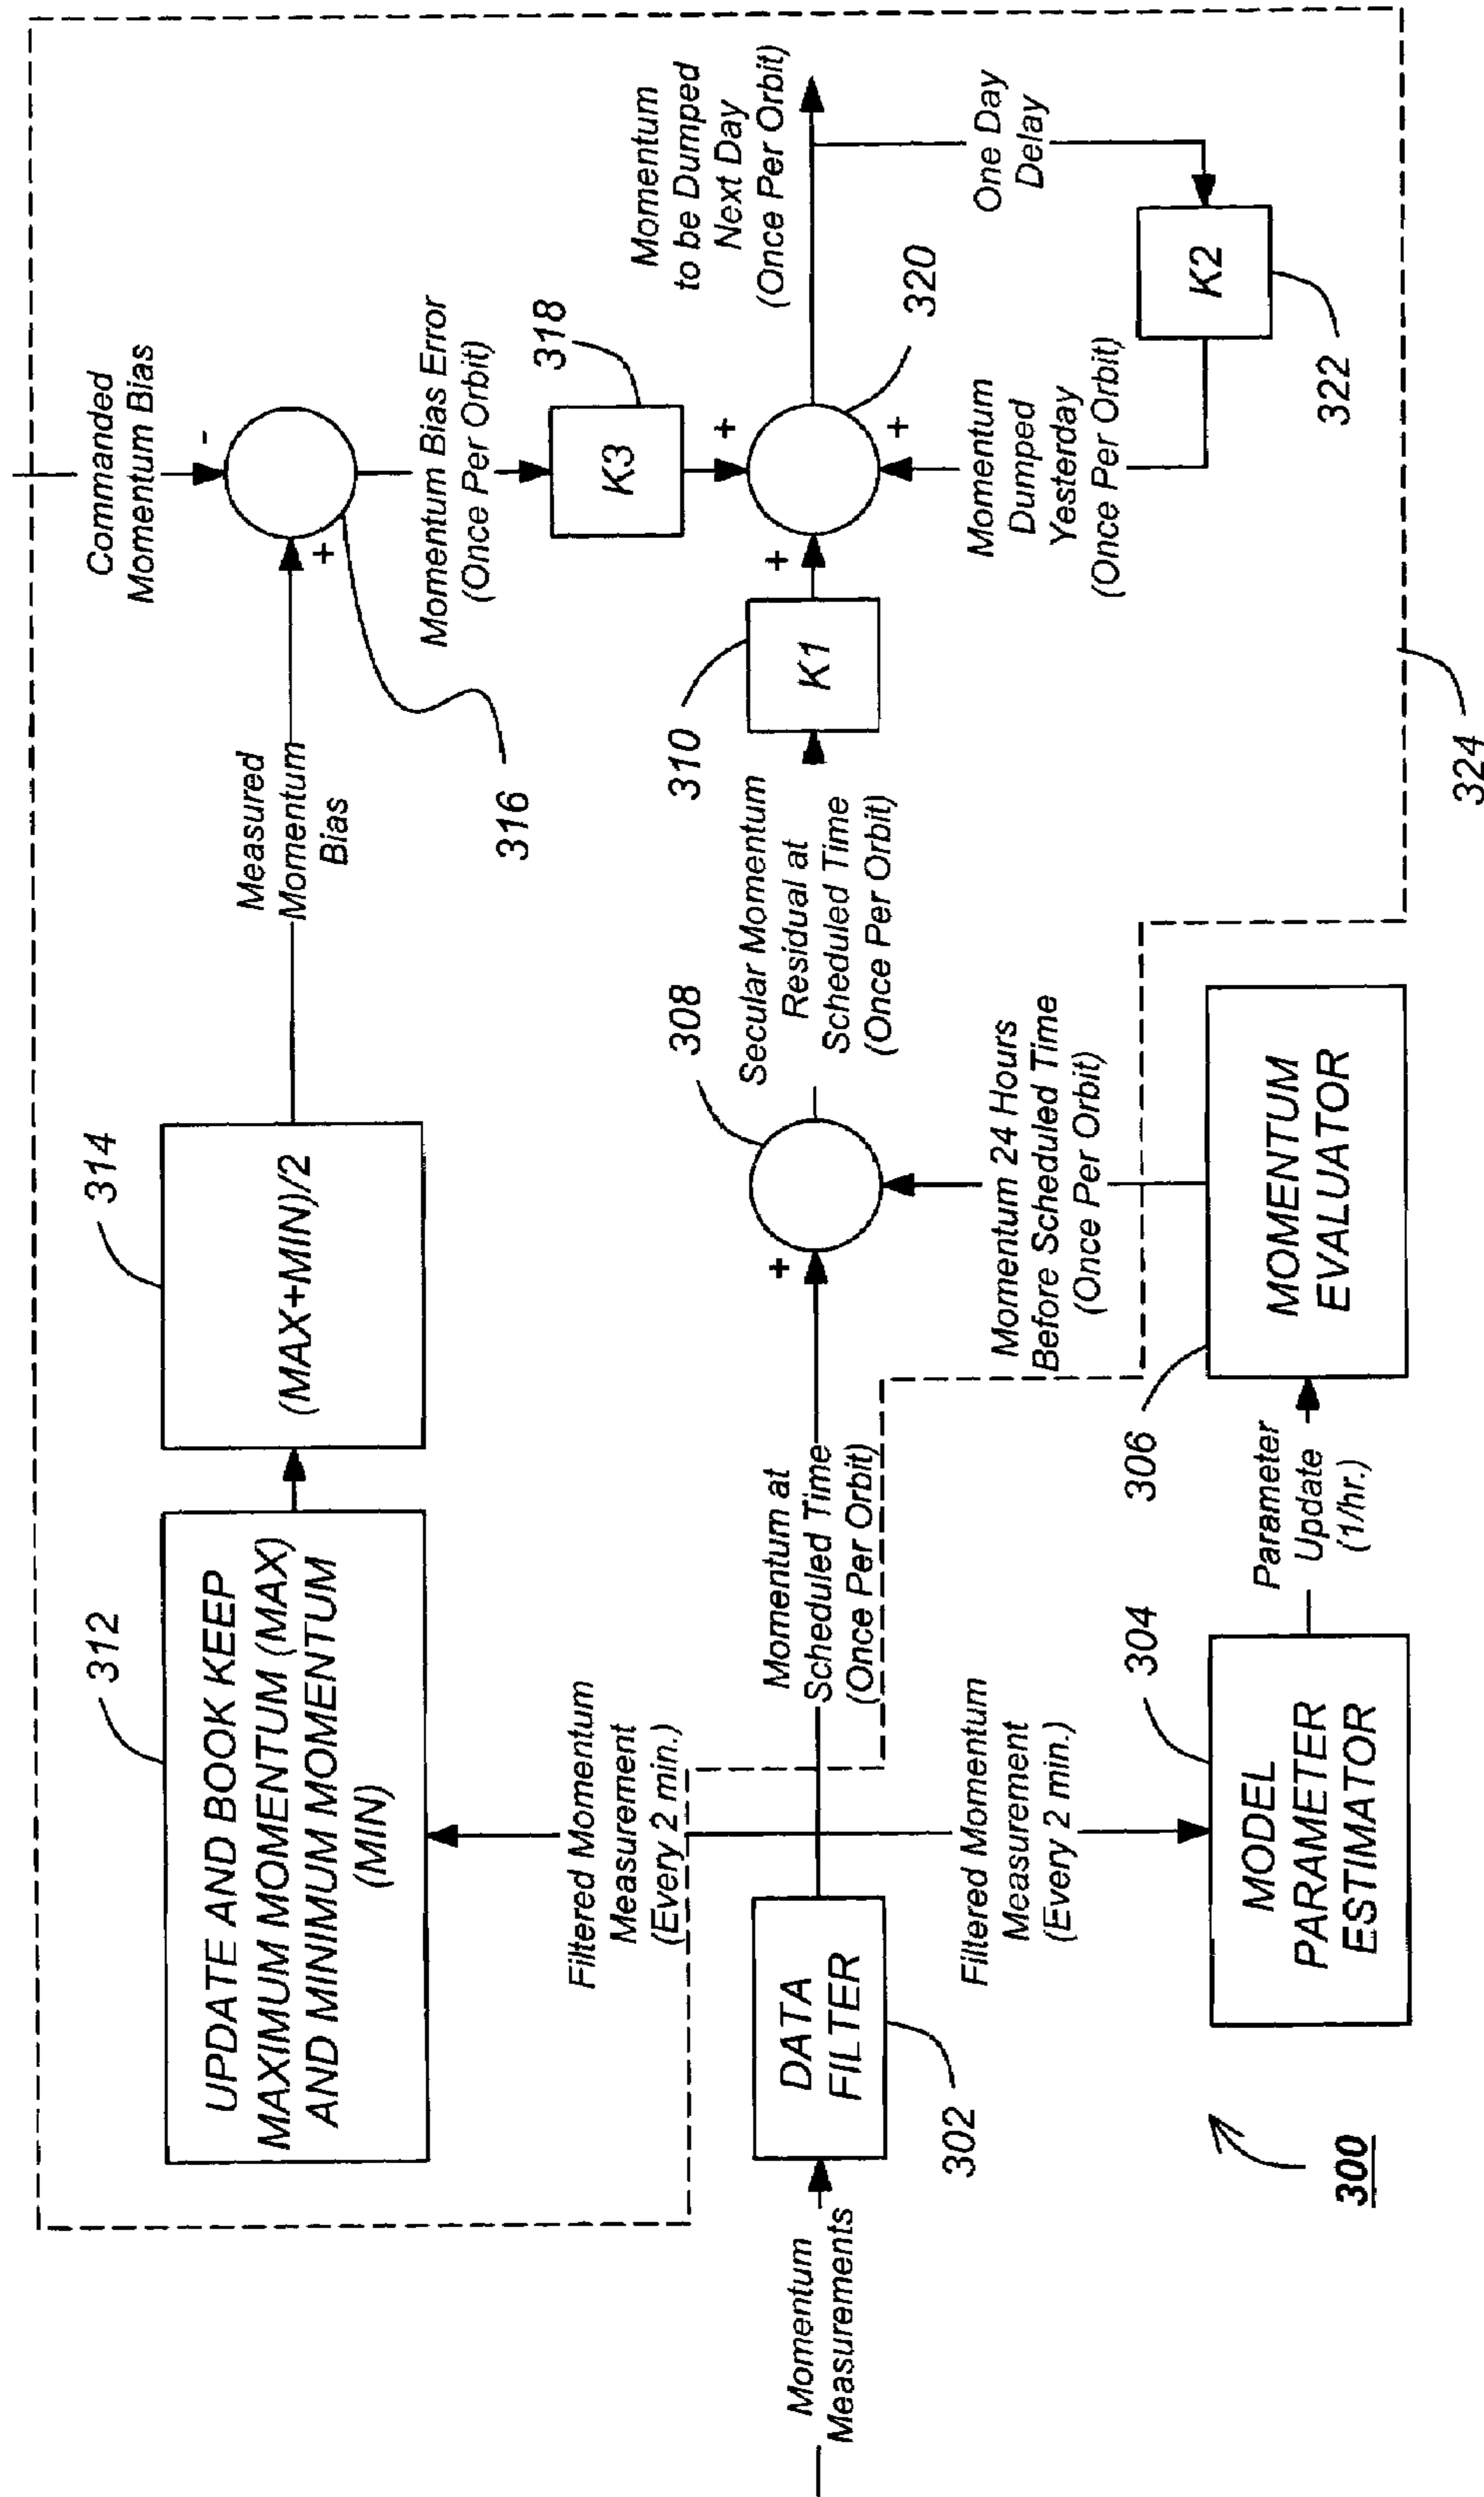 Commanded
Momentum Bias
-
312
UPDATE AND BOOK KEEP
MAXIMUM MOMENTUM (MAX)
AND MINIMUM MOMENTUM
(MIN)
314
(MAX+MIN)/2
Measured
Momentum
Bias
+
316
Momentum Bias Error
(Once Per Orbit)
318
K3
+
Filtered Momentum
Measurement
(Every 2 min.)
Momentum
Measurements
DATA
FILTER
302
Momentum at
Scheduled Time
(Once Per Orbit)
+
308
Secular Momentum
Residual at
Scheduled Time
(Once Per Orbit)
310
K1
+
320
Momentum
to be Dumped
Next Day
(Once Per Orbit)
+
Momentum
Dumped
Yesterday
(Once Per Orbit)
One Day
Delay
K2
322
Filtered Momentum
Measurement
(Every 2 min.)
Momentum 24 Hours
Before Scheduled Time
(Once Per Orbit)
304
MODEL
PARAMETER
ESTIMATOR
Parameter
Update
(1/hr.)
306
MOMENTUM
EVALUATOR
324
300